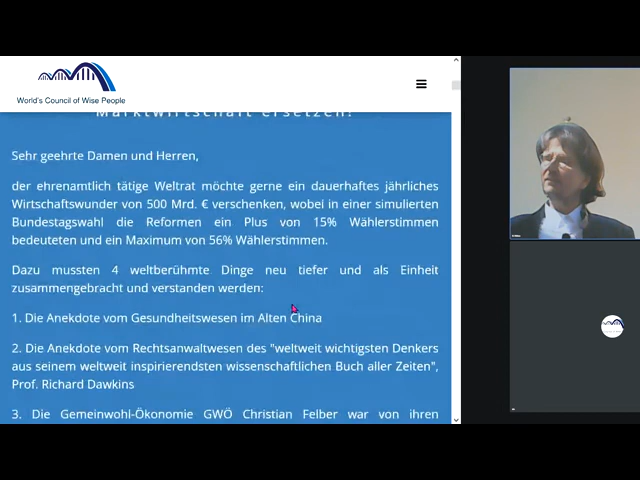 World's Council of Wise People
Marktwirtschaft ersetzen!
Sehr geehrte Damen und Herren,
der ehrenamtlich tätige Weltrat möchte gerne ein dauerhaftes jährliches
Wirtschaftswunder von 500 Mrd. € verschenken, wobei in einer simulierten
Bundestagswahl die Reformen ein Plus von 15% Wählerstimmen
bedeuteten und ein Maximum von 56% Wählerstimmen.
Dazu mussten 4 weltberühmte Dinge neu tiefer und als Einheit
zusammengebracht und verstanden werden:
1. Die Anekdote vom Gesundheitswesen im Alten China
2. Die Anekdote vom Rechtsanwaltwesen des "weltweit wichtigsten Denkers
aus seinem weltweit inspirierendsten wissenschaftlichen Buch aller Zeiten",
Prof. Richard Dawkins
3. Die Gemeinwohl-Ökonomie GWÖ Christian Felber war von ihren